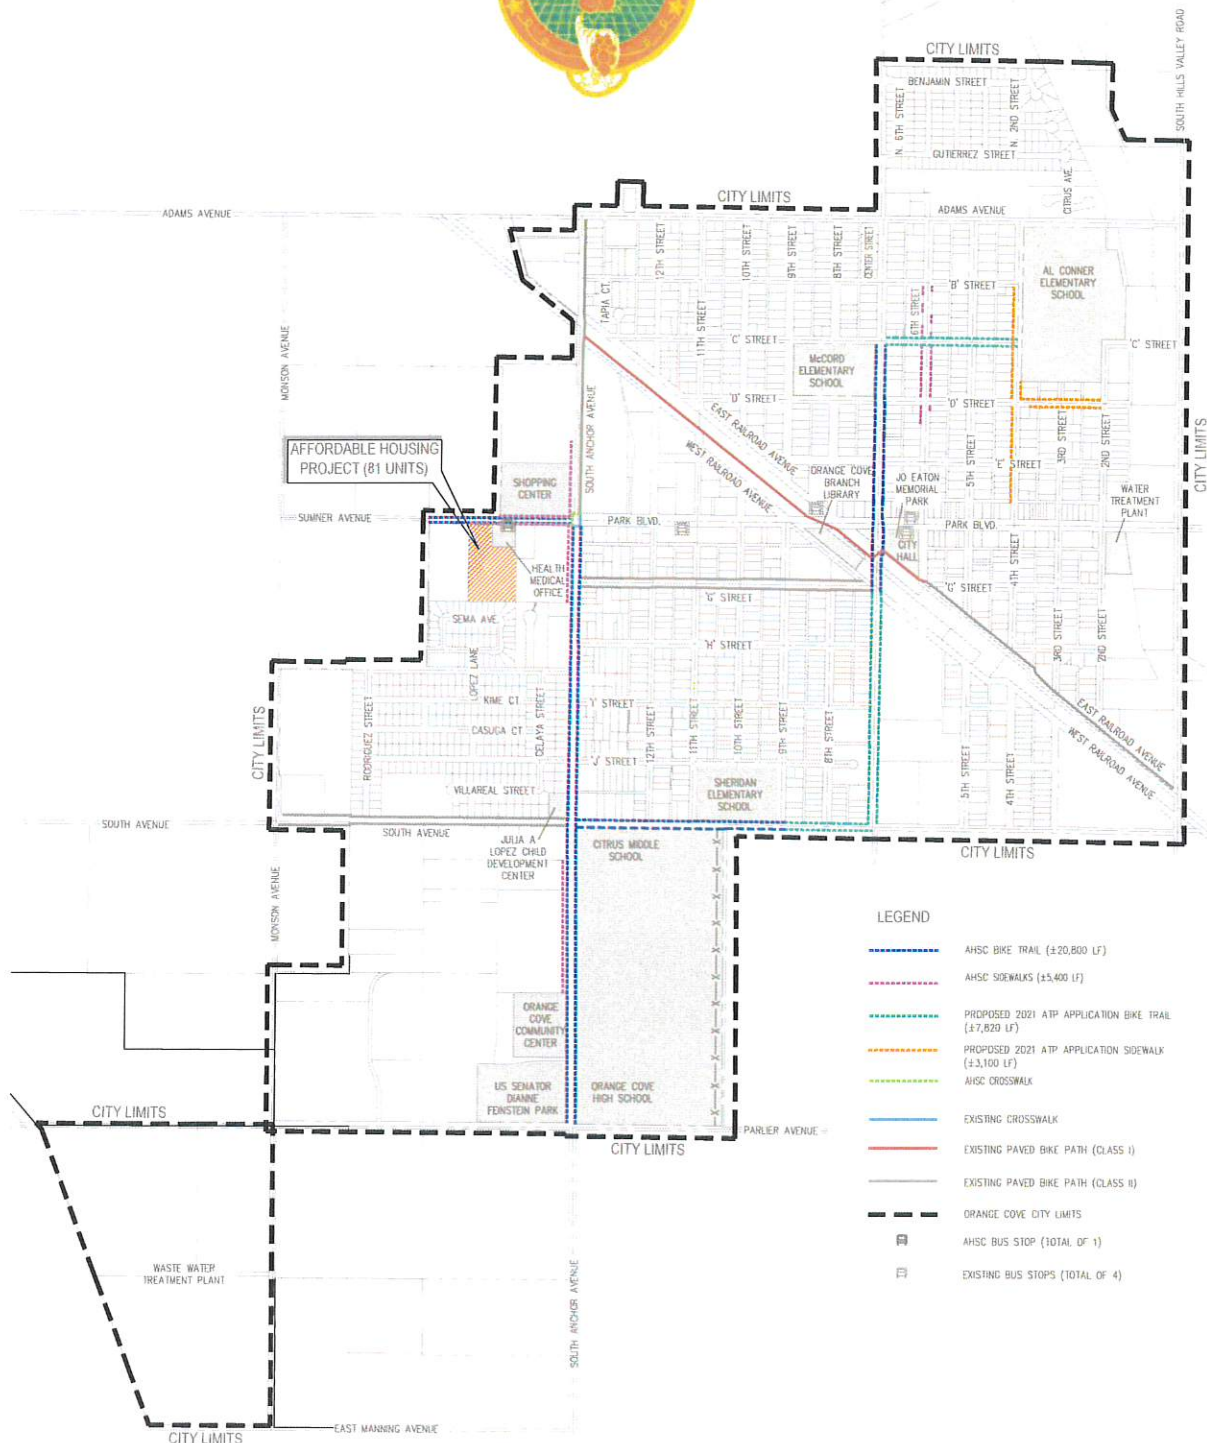 CITY LIMITS
SOUTH HILLS VALLEY ROAD
BENJAMIN STREET
N. 6TH STREET
N. 2ND STREET
GUTIERREZ STREET
CITRUS AVE.
CITY LIMITS
ADAMS AVENUE
ADAMS AVENUE
12TH STREET
10TH STREET
9TH STREET
8TH STREET
CENTER STREET
AL CONNER
ELEMENTARY
SCHOOL
'B' STREET
TAPIA CT.
11TH STREET
6TH STREET
'C' STREET
'C' STREET
MONSON AVENUE
McCORD
ELEMENTARY
SCHOOL
SOUTH ANCHOR AVENUE
'D' STREET
'D' STREET
EAST RAILROAD AVENUE
WEST RAILROAD AVENUE
3RD STREET
2ND STREET
CITY LIMITS
AFFORDABLE HOUSING
PROJECT (81 UNITS)
5TH STREET
'E' STREET
SHOPPING
CENTER
ORANGE COVE
BRANCH
LIBRARY
JO EATON
MEMORIAL
PARK
WATER
TREATMENT
PLANT
SUMNER AVENUE
PARK BLVD.
PARK BLVD.
CITY
HALL
4TH STREET
HEALTH
MEDICAL
OFFICE
'G' STREET
'G' STREET
SEMA AVE.
'H' STREET
3RD STREET
2ND STREET
LOPEZ LANE
KIME CT
'I' STREET
RODRIGUEZ STREET
CASUGA CT
CELAYA STREET
12TH STREET
11TH STREET
10TH STREET
9TH STREET
8TH STREET
EAST RAILROAD AVENUE
WEST RAILROAD AVENUE
CITY LIMITS
'J' STREET
5TH STREET
4TH STREET
VILLAREAL STREET
SHERIDAN
ELEMENTARY
SCHOOL
SOUTH AVENUE
SOUTH AVENUE
JULIA A
LOPEZ CHILD
DEVELOPMENT
CENTER
CITRUS MIDDLE
SCHOOL
CITY LIMITS
MONSON AVENUE
ORANGE
COVE
COMMUNITY
CENTER
US SENATOR
DIANNE
FEINSTEIN PARK
ORANGE COVE
HIGH SCHOOL
CITY LIMITS
PARLIER AVENUE
CITY LIMITS
WASTE WATER
TREATMENT PLANT
SOUTH ANCHOR AVENUE
EAST MANNING AVENUE
CITY LIMITS
LEGEND
AHSC BIKE TRAIL (±20,800 LF)
AHSC SIDEWALKS (±5,400 LF)
PROPOSED 2021 ATP APPLICATION BIKE TRAIL
(±7,820 LF)
PROPOSED 2021 ATP APPLICATION SIDEWALK
(±3,100 LF)
AHSC CROSSWALK
EXISTING CROSSWALK
EXISTING PAVED BIKE PATH (CLASS I)
EXISTING PAVED BIKE PATH (CLASS II)
ORANGE COVE CITY LIMITS
AHSC BUS STOP (TOTAL OF 1)
EXISTING BUS STOPS (TOTAL OF 4)